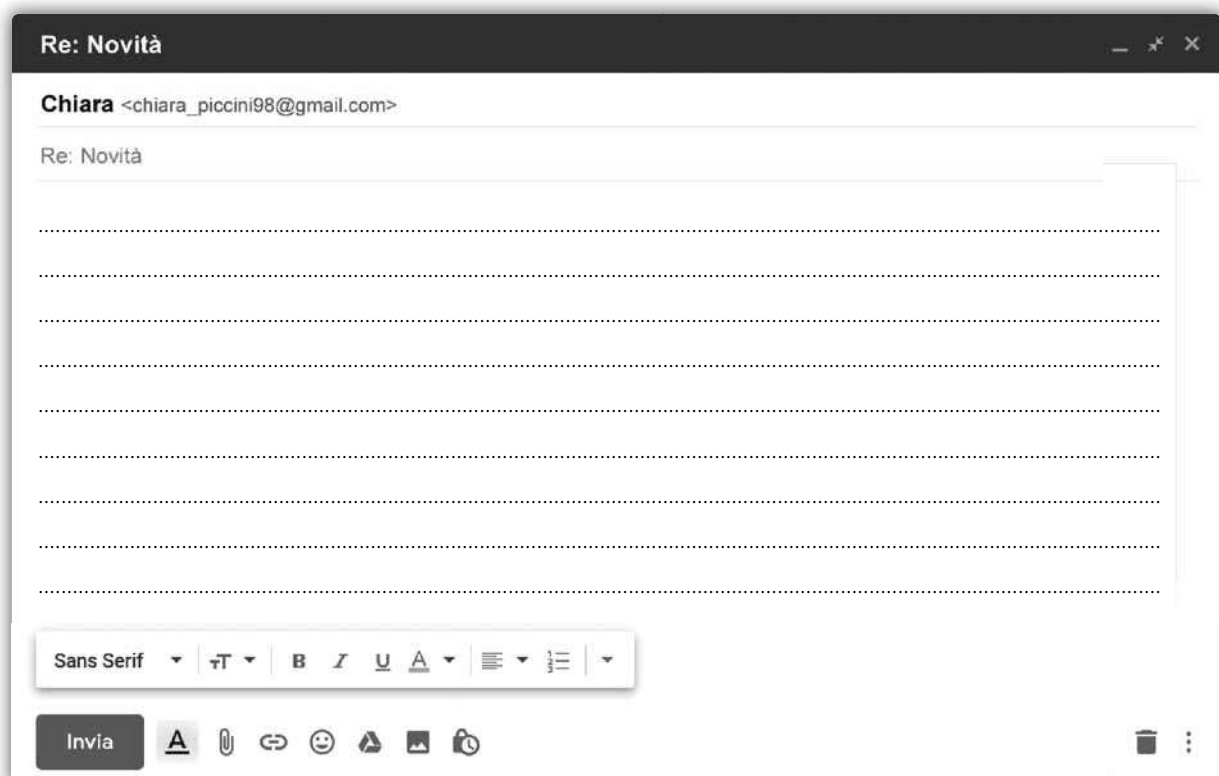 Re: Novità
Chiara <chiara_piccini98@gmail.com>
Re: Novità
Sans Serif
B I U A
Invia A